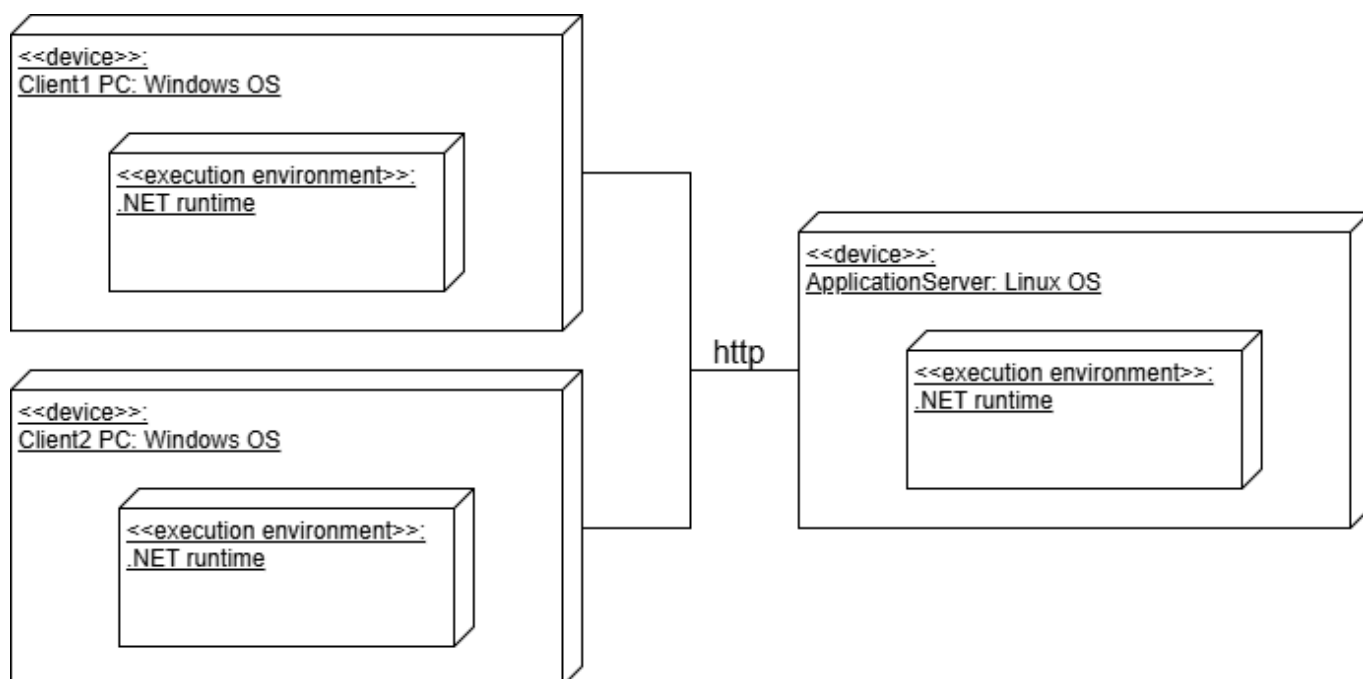 <<device>>:
Client1 PC: Windows OS
<<execution environment>>:
.NET runtime
<<device>>:
ApplicationServer: Linux OS
http
<<execution environment>>:
.NET runtime
<<device>>:
Client2 PC: Windows OS
<<execution environment>>:
.NET runtime